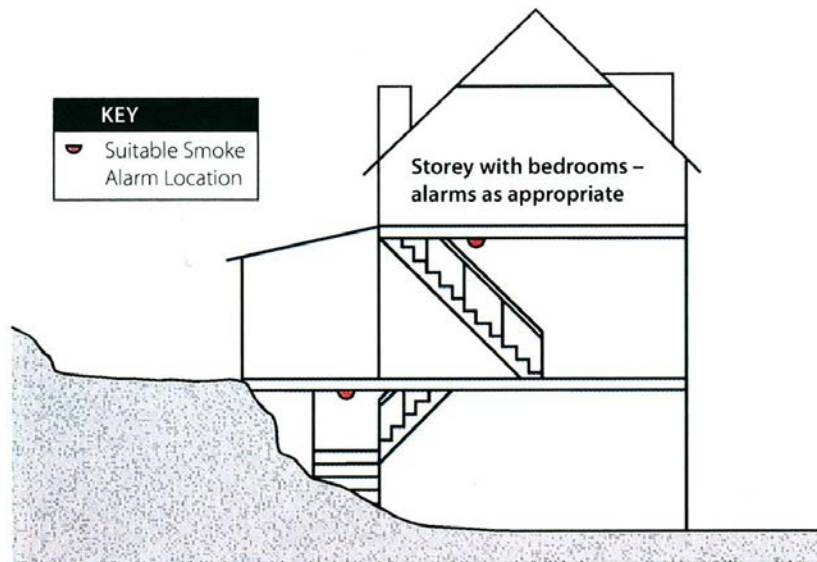 KEY
Suitable Smoke
Alarm Location
Storey with bedrooms –
alarms as appropriate